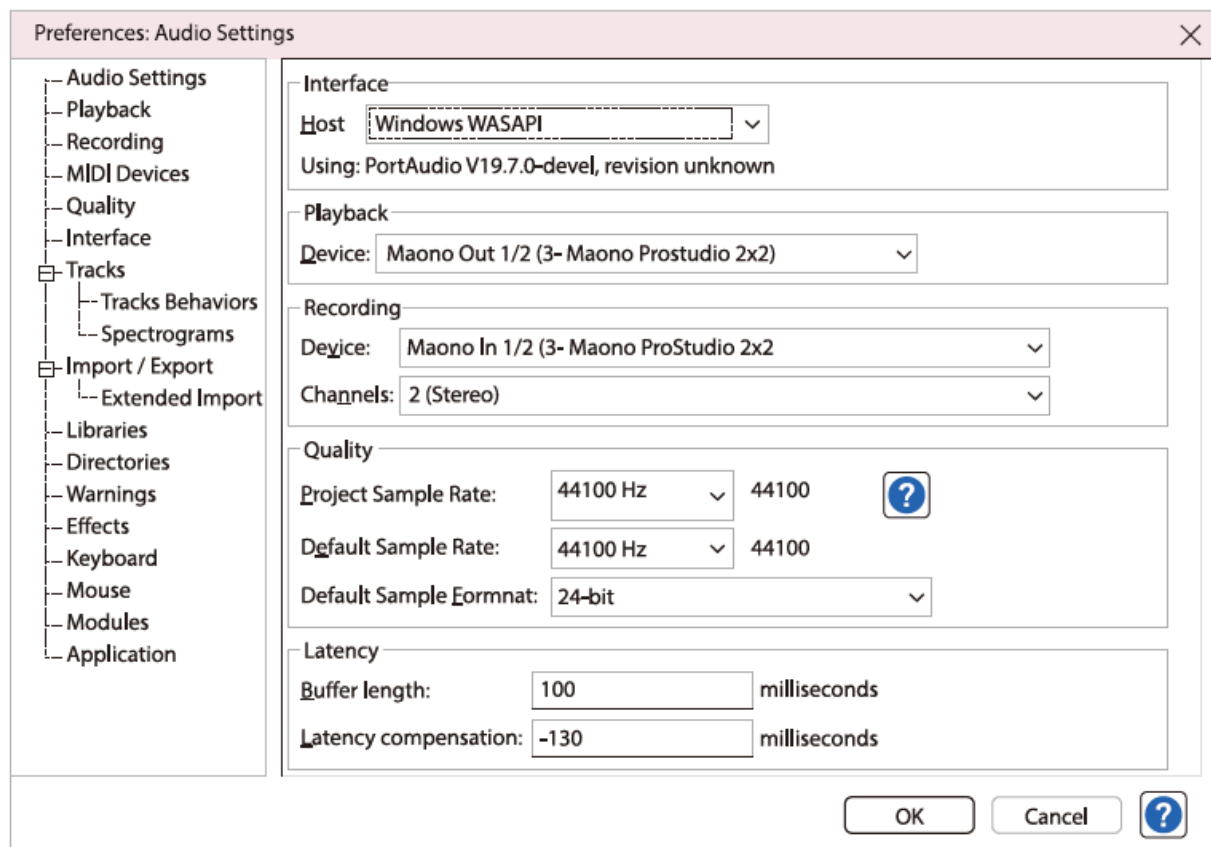 Preferences: Audio Settings
Audio Settings
Playback
Recording
MIDI Devices
Quality
Interface
Tracks
Tracks Behaviors
Spectrograms
Import / Export
Extended Import
Libraries
Directories
Warnings
Effects
Keyboard
Mouse
Modules
Application
Interface
Host Windows WASAPI
Using: PortAudio V19.7.0-devel, revision unknown
Playback
Device: Maono Out 1/2 (3- Maono Prostudio 2x2)
Recording
Device: Maono In 1/2 (3- Maono ProStudio 2x2
Channels: 2 (Stereo)
Quality
Project Sample Rate: 44100 Hz 44100 ?
Default Sample Rate: 44100 Hz 44100
Default Sample Formnat: 24-bit
Latency
Buffer length: 100 milliseconds
Latency compensation: -130 milliseconds
OK Cancel ?